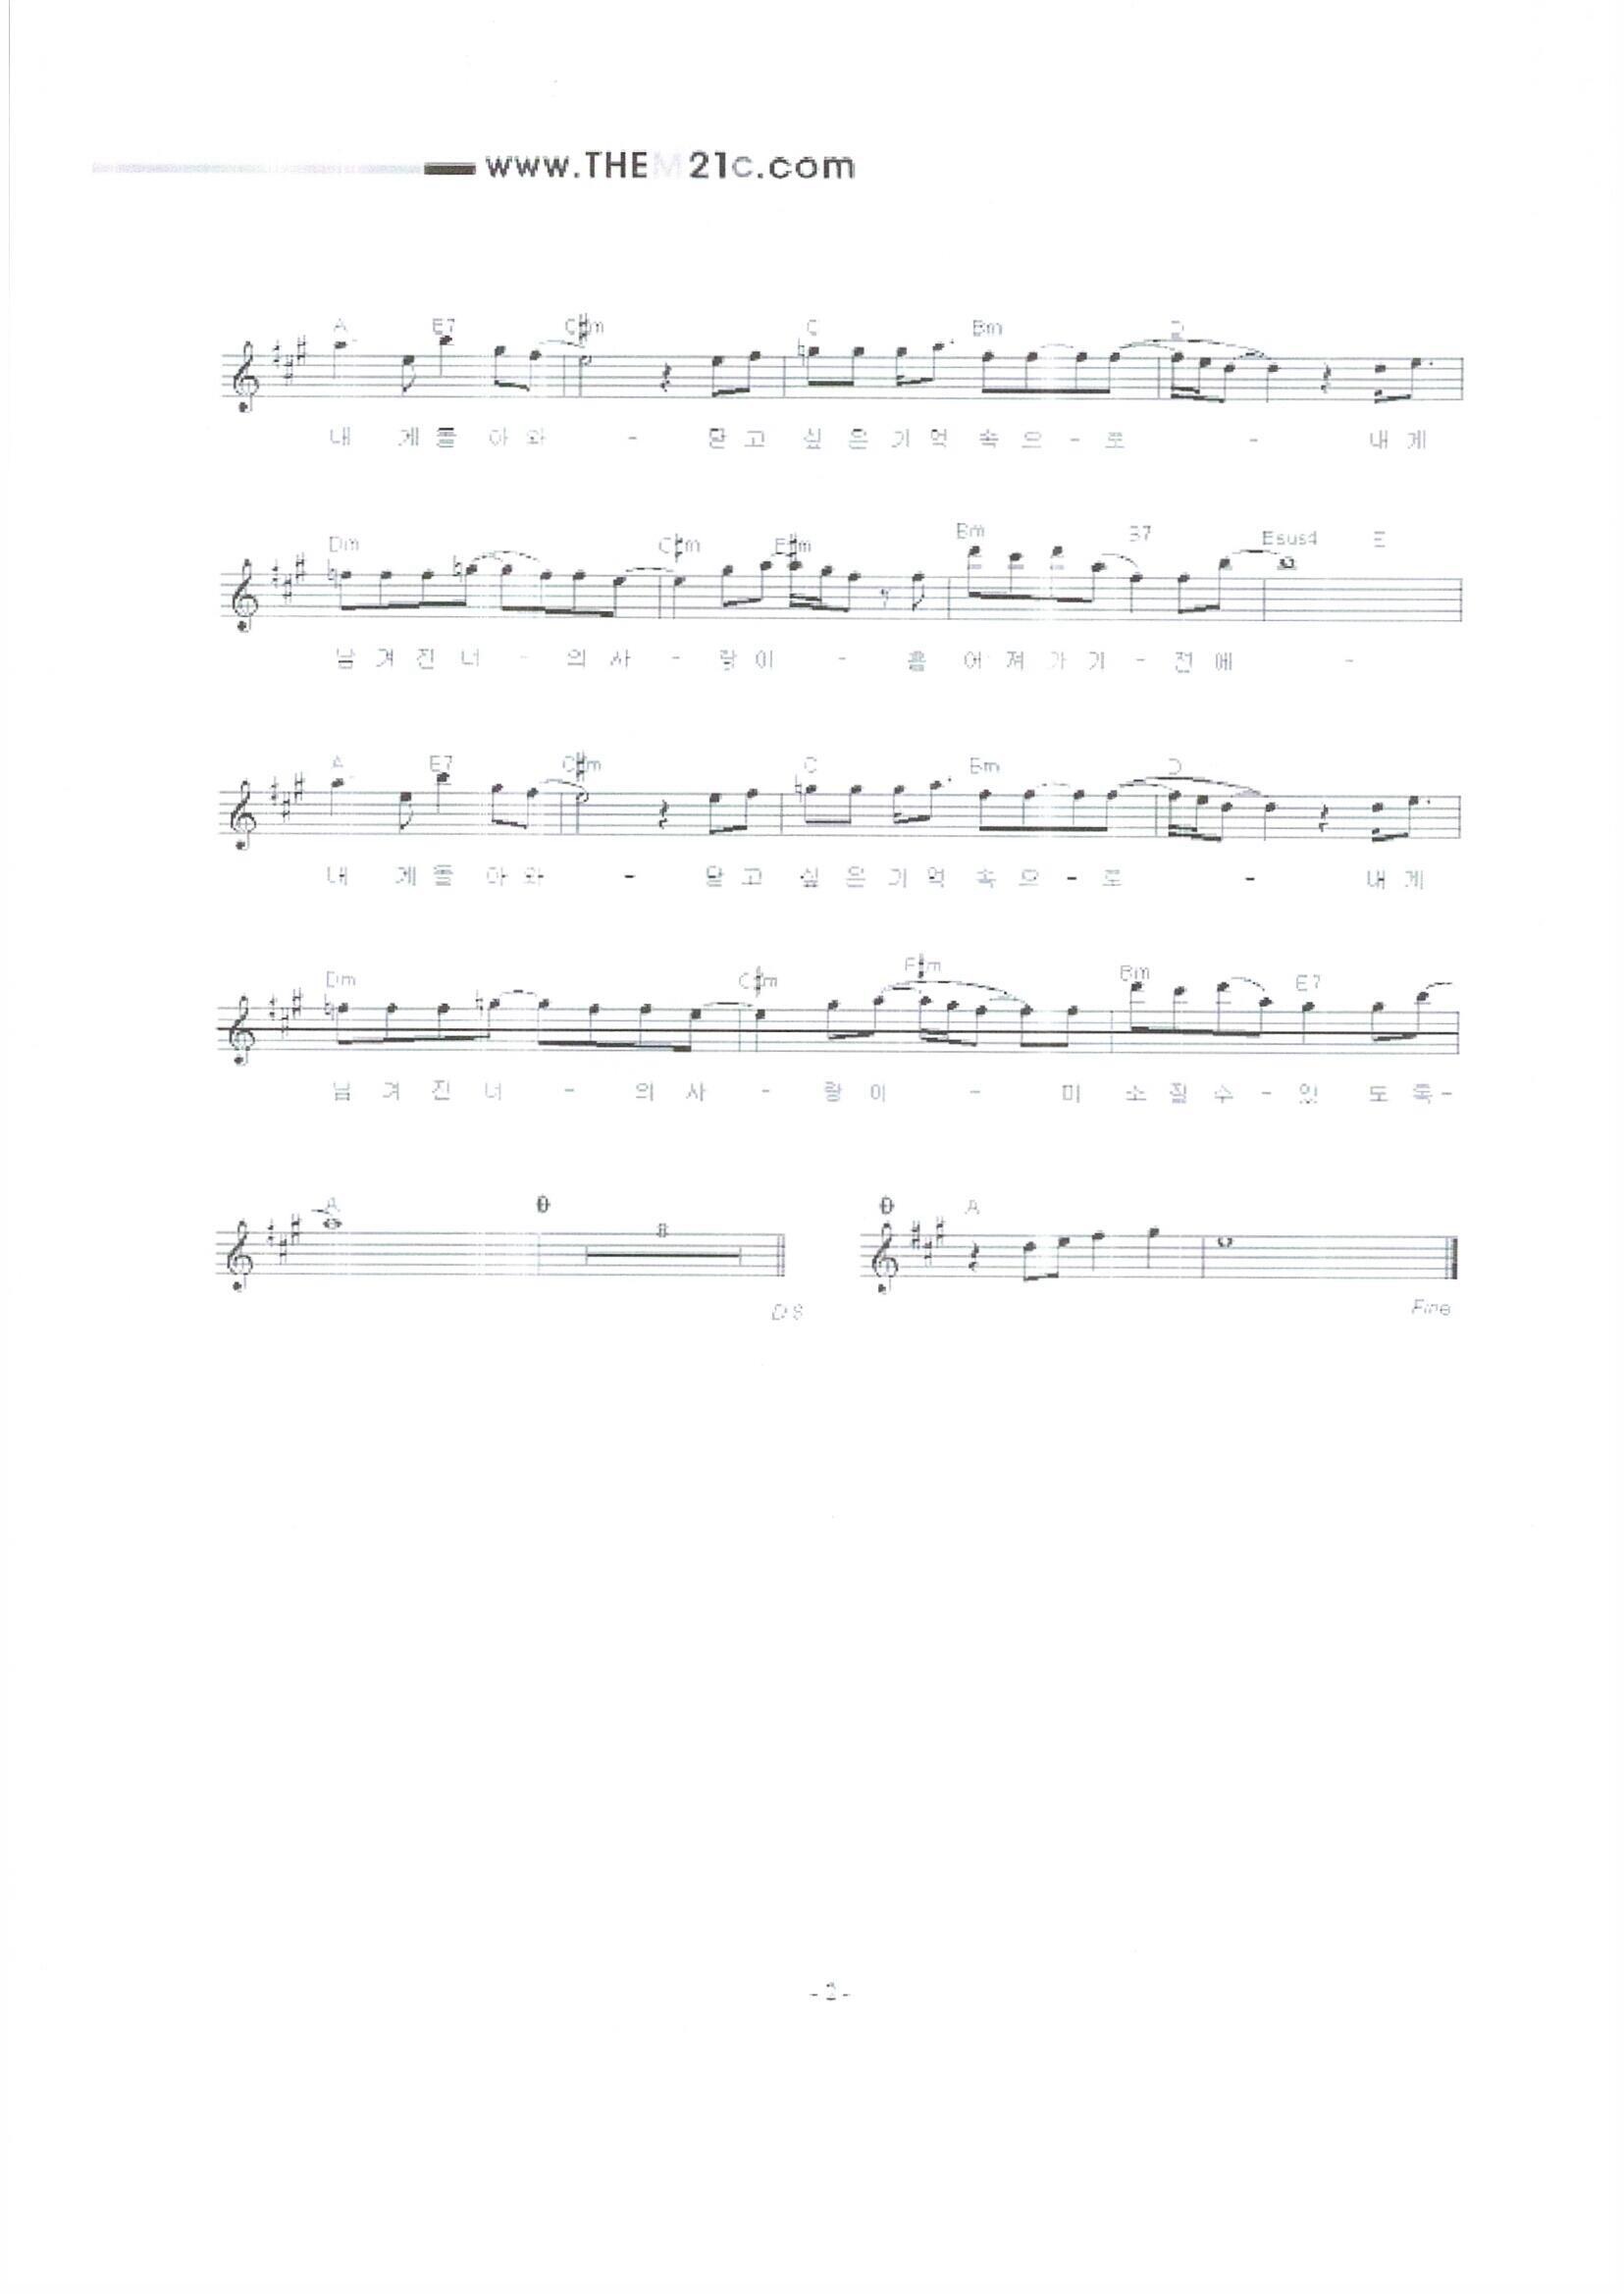 www.THEM21c.com
A E7 C#m C Bm D
내 게 돌 아 와 - 닫 고 싶 은 기 억 속 으 - 로 - 내 게
Dm C#m F#m Bm B7 Esus4 E
남 겨 진 너 - 의 사 - 랑 이 - 흩 어 져 가 기 - 전 에 -
A E7 C#m C Bm D
내 게 돌 아 와 - 닫 고 싶 은 기 억 속 으 - 로 - 내 게
Dm C#m F#m Bm E7
남 겨 진 너 - 의 사 - 랑 이 - 미 소 질 수 - 있 도 록 -
A 8 A
D.S Fine
- 2 -